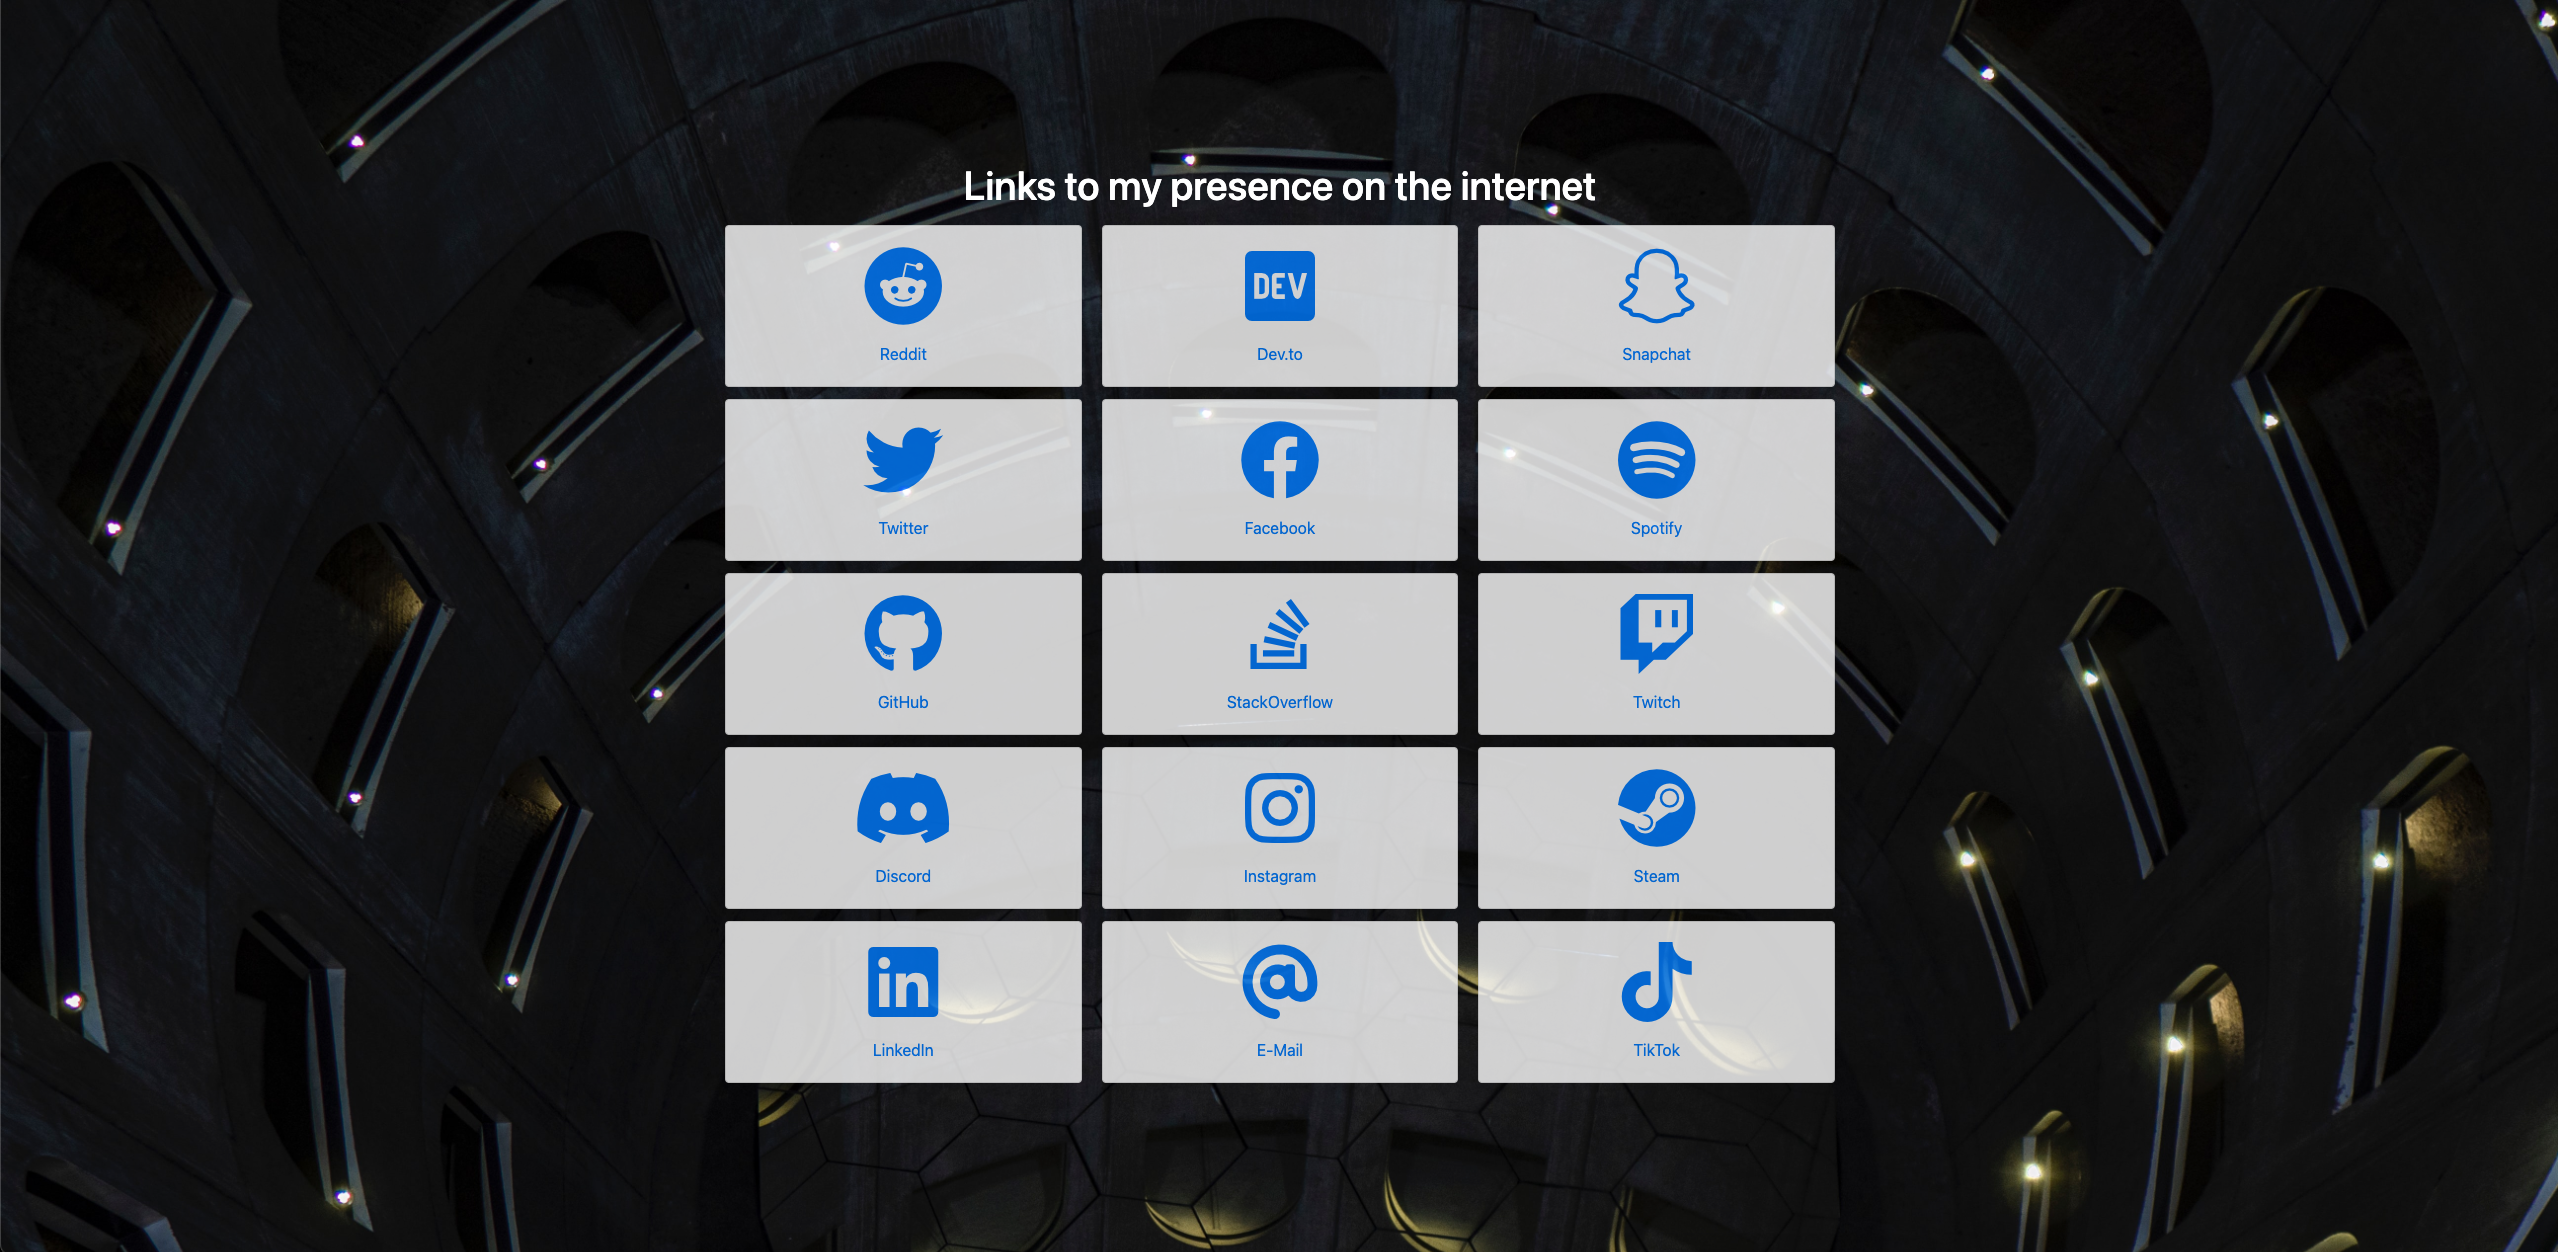 Links to my presence on the internet
DEV
Reddit
Dev.to
Snapchat
Twitter
Facebook
Spotify
GitHub
StackOverflow
Twitch
Discord
Instagram
Steam
in
LinkedIn
E-Mail
TikTok